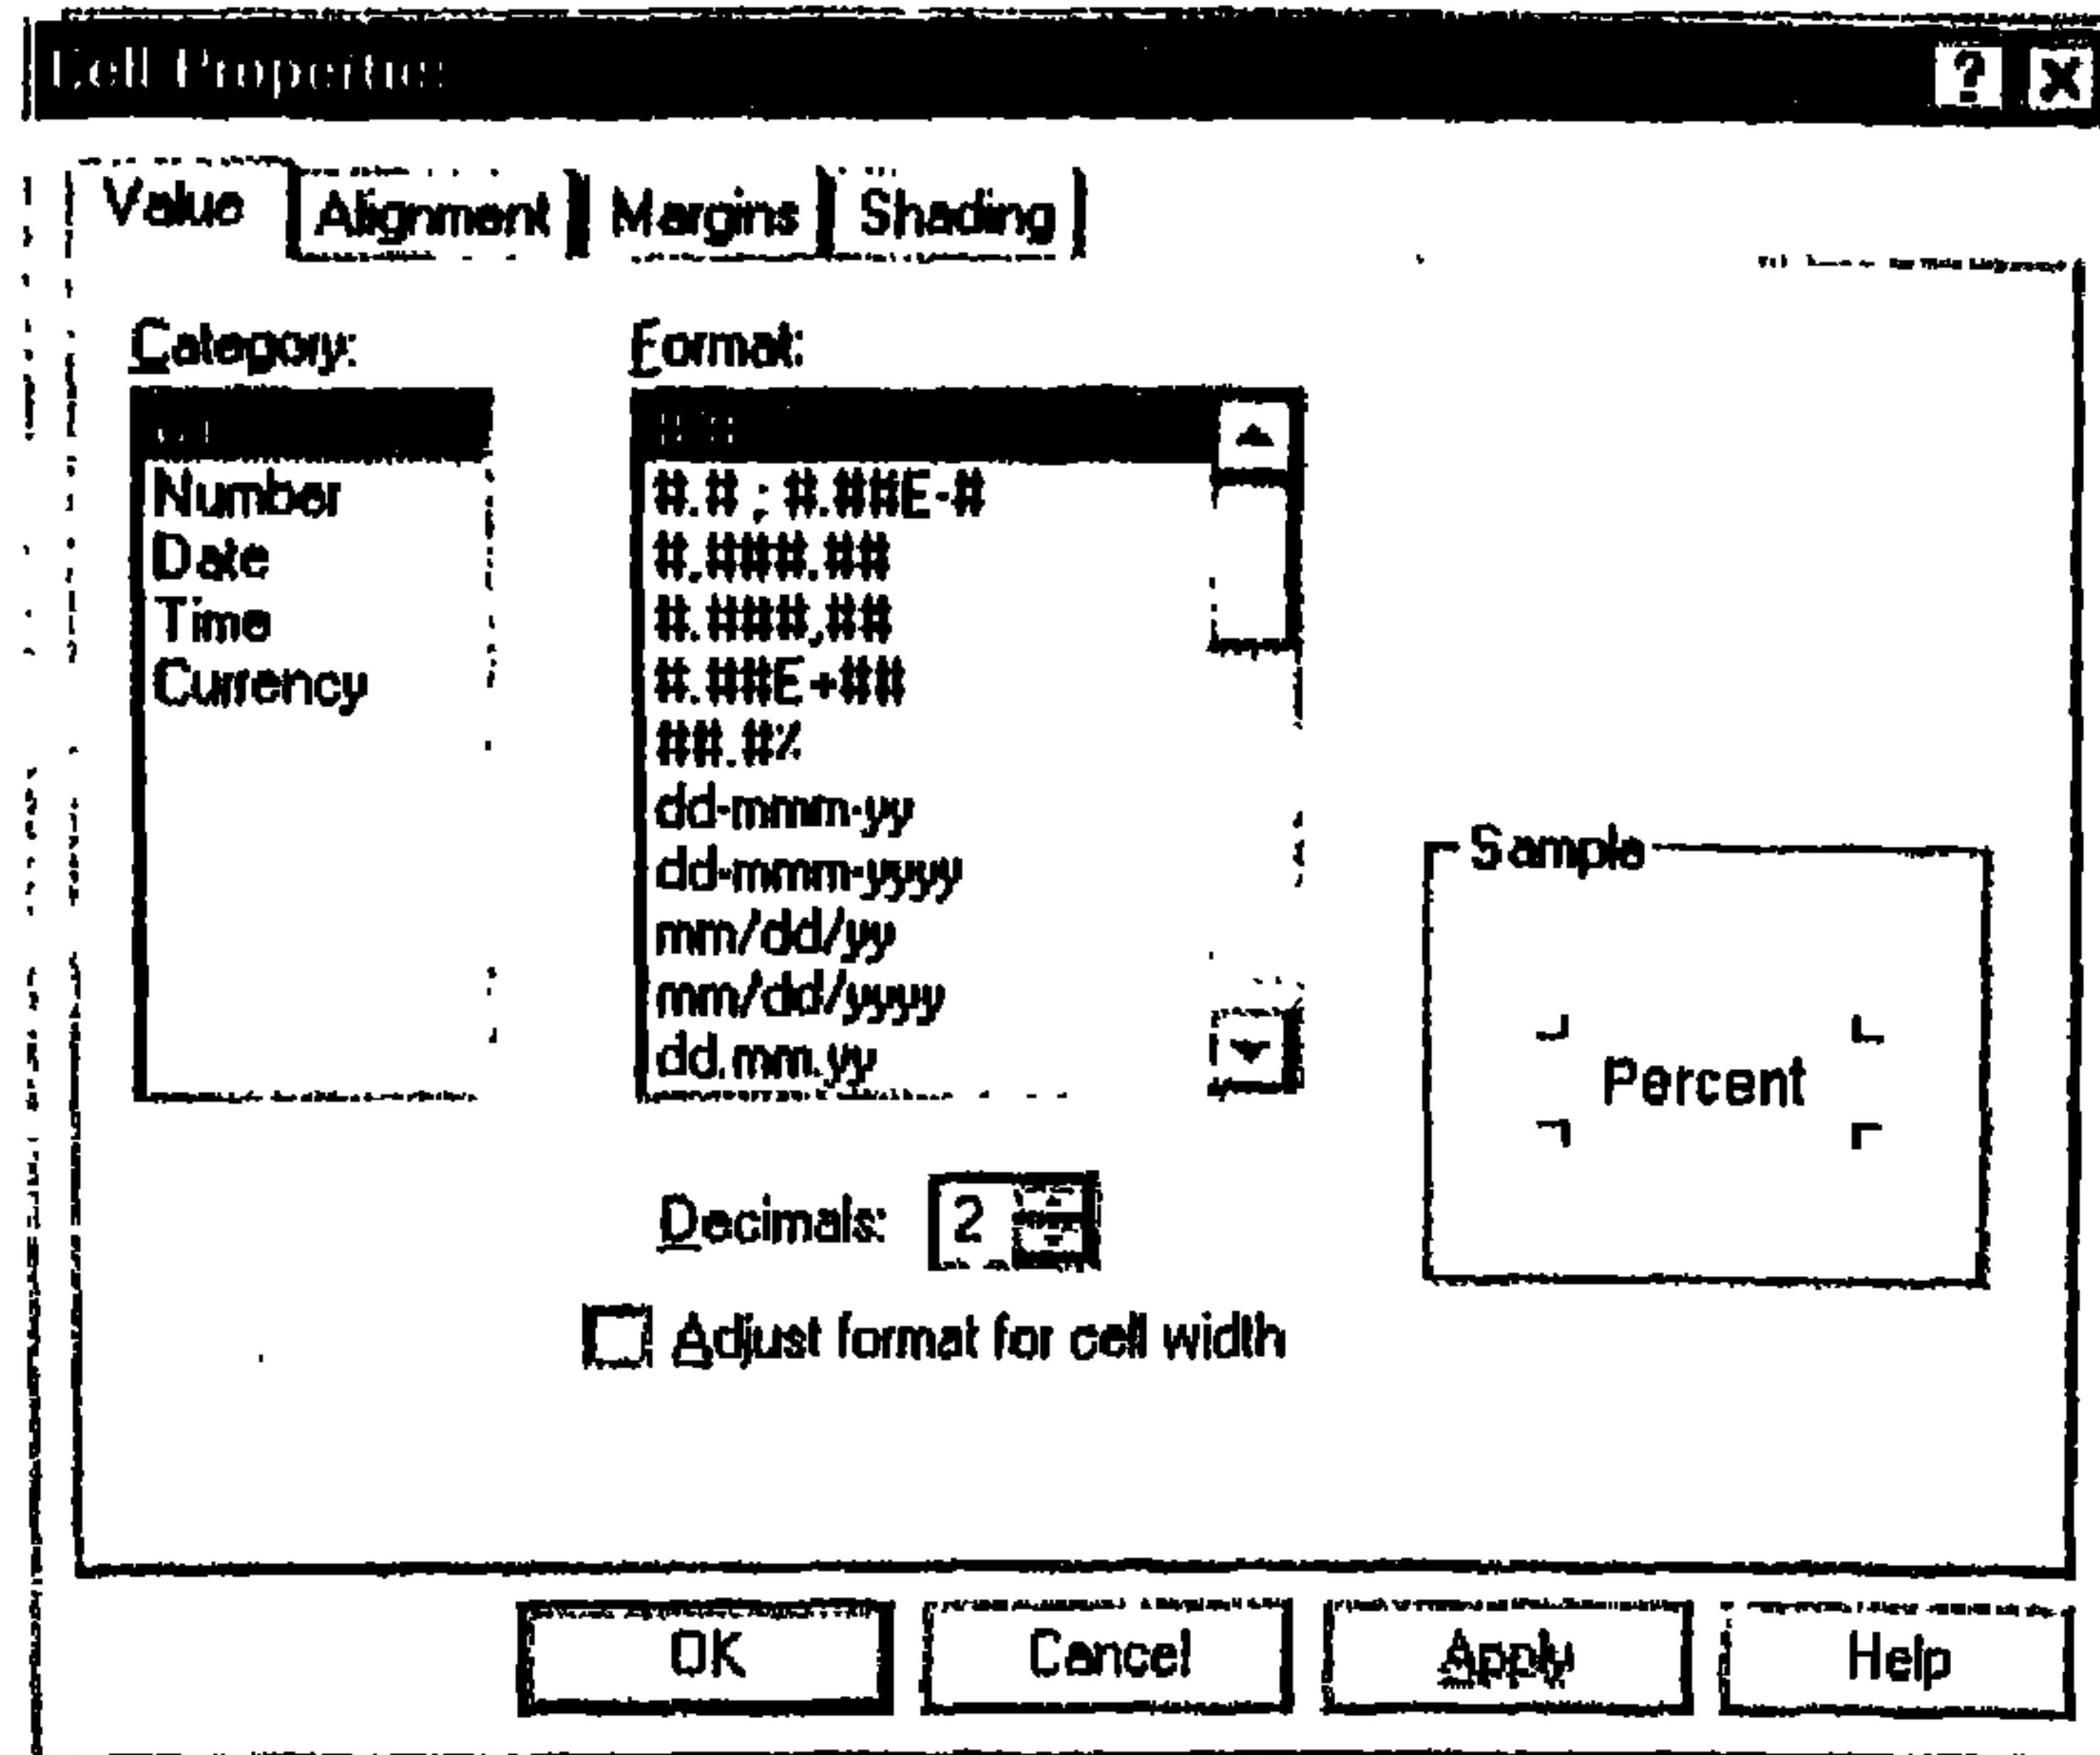 Cell Properties
Value Alignment Margins Shading
Category:
Number
Date
Time
Currency
Format:
#.# ; #.##E-#
#,###.##
#.###,##
#.##E+##
##.#%
dd-mmm-yy
dd-mmm-yyyy
mm/dd/yy
mm/dd/yyyy
dd.mm.yy
Decimals: 2
Adjust format for cell width
Sample
Percent
OK Cancel Apply Help